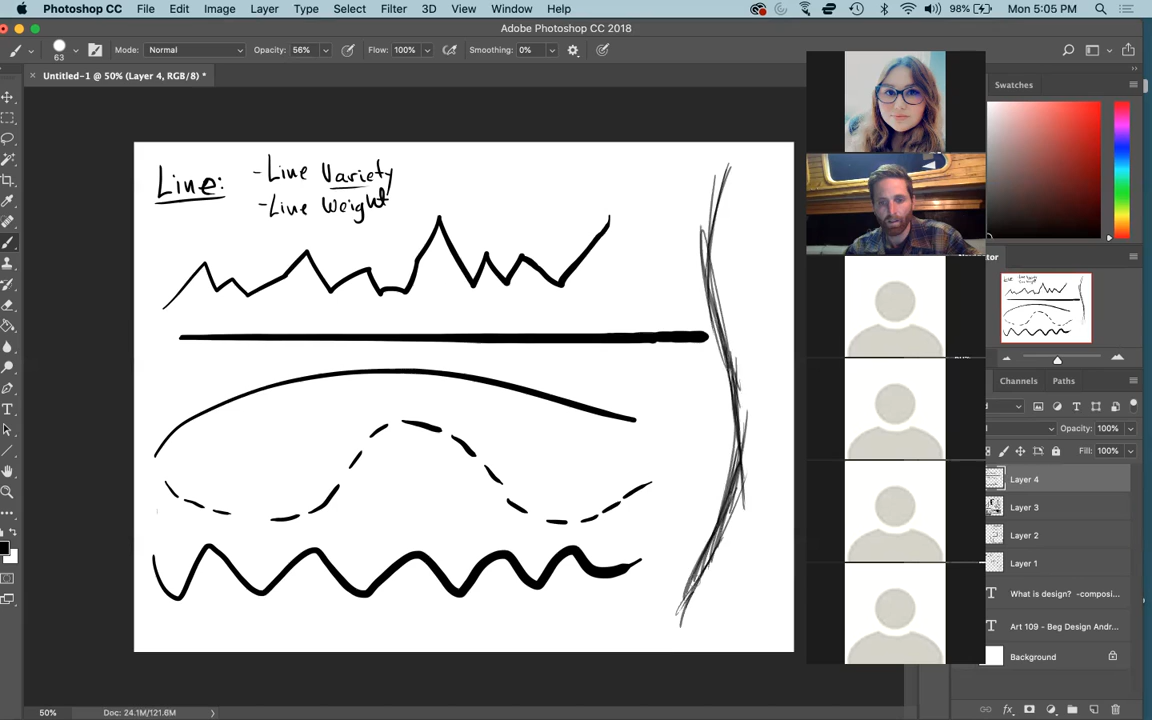 Photoshop CC File Edit Image Layer Type Select Filter 3D View Window Help 98% Mon 5:05 PM
Adobe Photoshop CC 2018
63 Mode: Normal Opacity: 56% Flow: 100% Smoothing: 0%
× Untitled-1 @ 50% (Layer 4, RGB/8) *
Swatches
Line:
- Line Variety
- Line Weight
Channels Paths
Opacity: 100%
Fill: 100%
Layer 4
Layer 3
Layer 2
Layer 1
T What is design? -composi...
T Art 109 - Beg Design Andr...
Background
50% Doc: 24.1M/121.6M